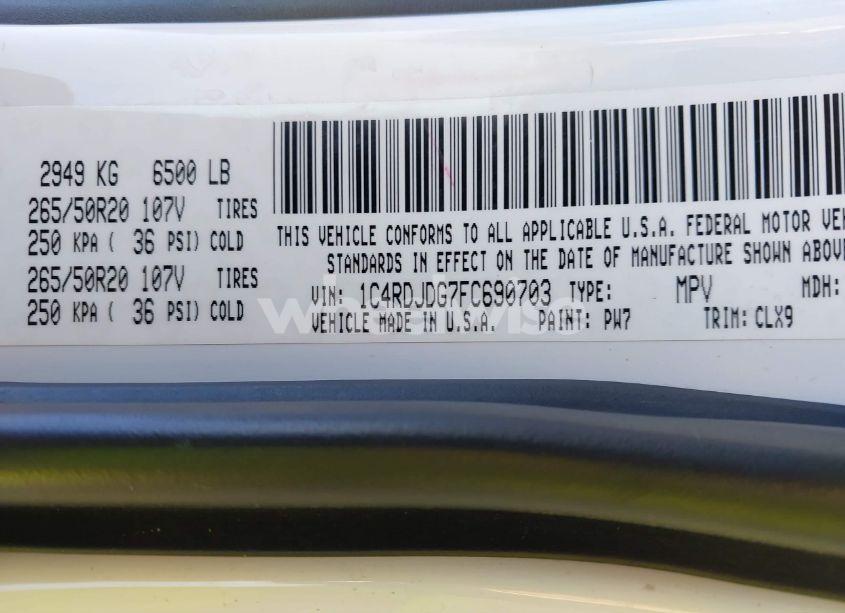 2949 KG 6500 LB
265/50R20 107V TIRES
250 KPA ( 36 PSI) COLD
265/50R20 107V TIRES
250 KPA ( 36 PSI) COLD
THIS VEHICLE CONFORMS TO ALL APPLICABLE U.S.A. FEDERAL MOTOR VEH
STANDARDS IN EFFECT ON THE DATE OF MANUFACTURE SHOWN ABOVE
VIN: 1C4RDJDG7FC690703 TYPE: MPV MDH:
VEHICLE MADE IN U.S.A. PAINT: PW7 TRIM: CLX9